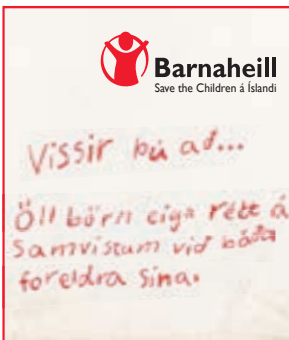 Barnaheill
Save the Children á Íslandi
Vissir þú að...
Öll börn eiga rétt á
samvistum við báða
foreldra sína.